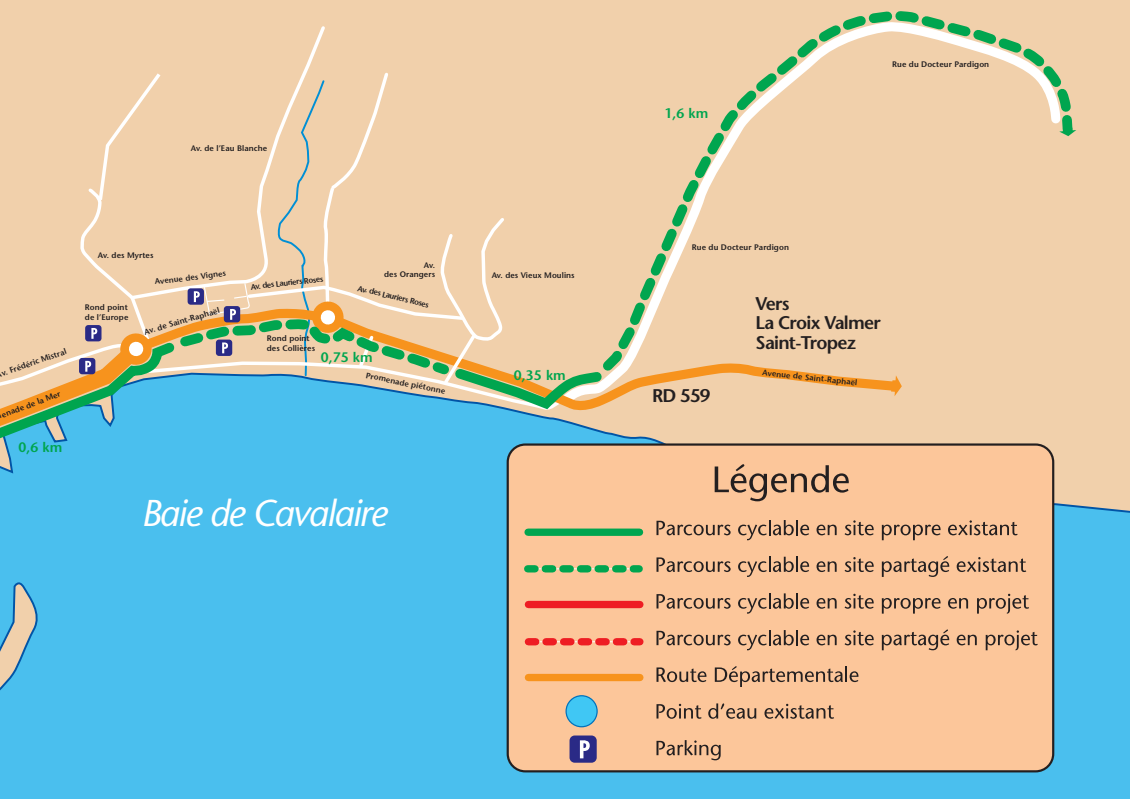 Rue du Docteur Pardigon
1,6 km
Av. de l'Eau Blanche
Rue du Docteur Pardigon
Av. des Myrtes
Av.
des Orangers
Av. des Vieux Moulins
Avenue des Vignes
Av. des Lauriers Roses
Av. des Lauriers Roses
P
Rond point
de l'Europe
Av. de Saint-Raphaël
P
P
P
P
Rond point
des Collières
Vers
La Croix Valmer
Saint-Tropez
Av. Frédéric Mistral
0,75 km
0,35 km
Promenade piétonne
Avenue de Saint-Raphaël
RD 559
enade de la Mer
0,6 km
Baie de Cavalaire
Légende
Parcours cyclable en site propre existant
Parcours cyclable en site partagé existant
Parcours cyclable en site propre en projet
Parcours cyclable en site partagé en projet
Route Départementale
Point d'eau existant
P Parking